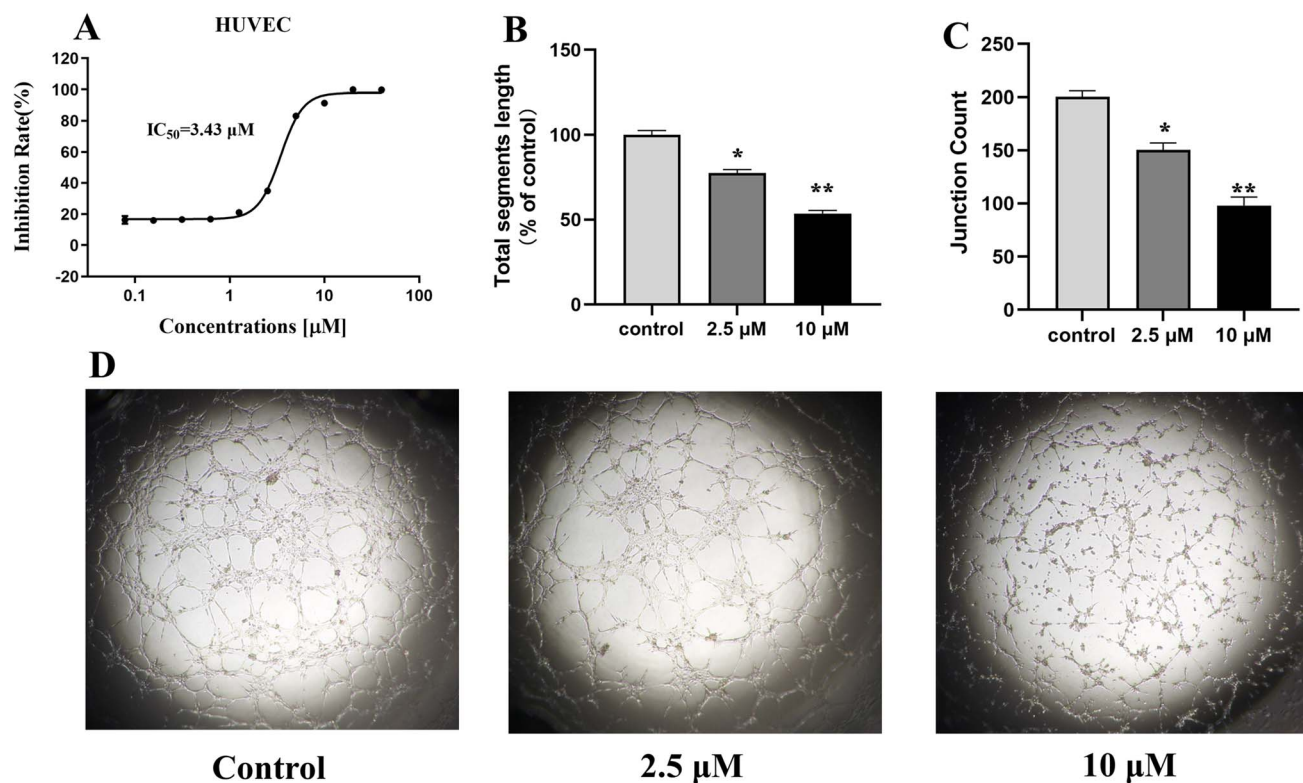 A
HUVEC
120
100
80
60
40
20
0
-20
Inhibition Rate(%)
IC50=3.43 μM
0.1 1 10 100
Concentrations [μM]
B
150
100
50
0
Total segments length
(% of control)
*
**
control 2.5 μM 10 μM
C
250
200
150
100
50
0
Junction Count
*
**
control 2.5 μM 10 μM
D
Control 2.5 μM 10 μM